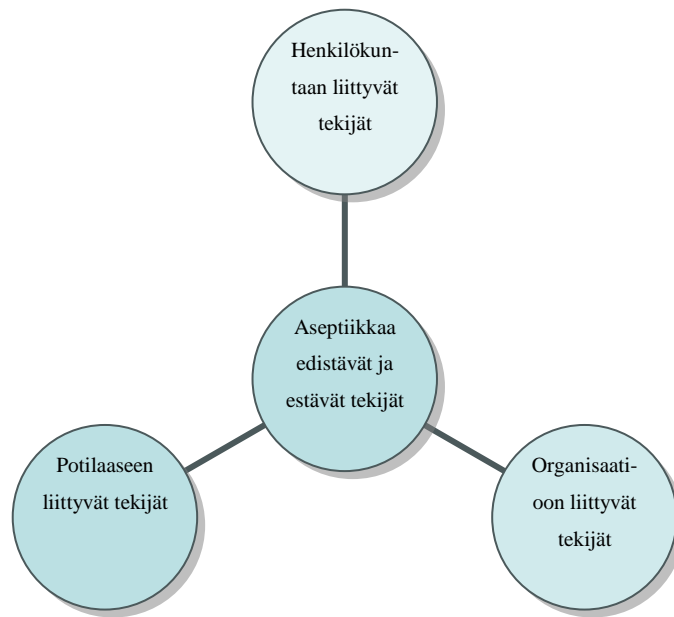 Henkilökun-
taan liittyvät
tekijät
Aseptiikkaa
edistävät ja
estävät tekijät
Potilaaseen
liittyvät tekijät
Organisaati-
oon liittyvät
tekijät